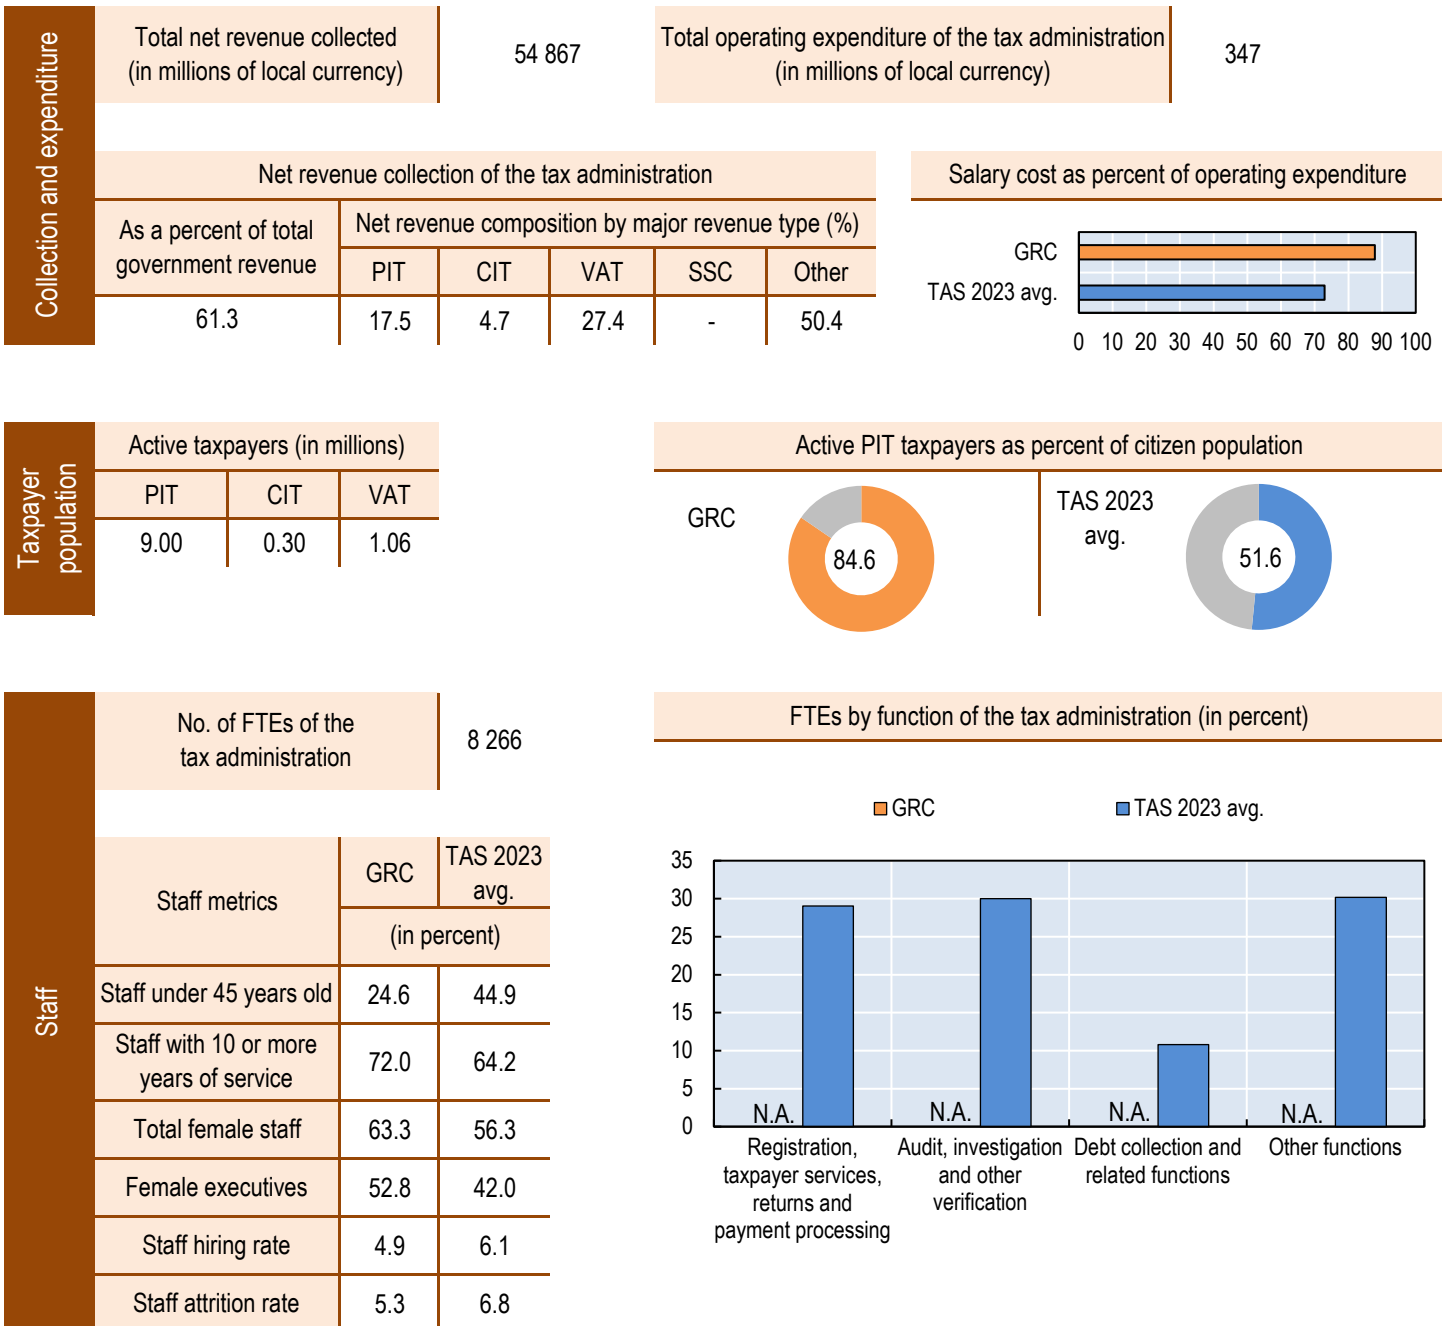 Collection and expenditure
Total net revenue collected
(in millions of local currency)
54 867
Total operating expenditure of the tax administration
(in millions of local currency)
347
Net revenue collection of the tax administration
As a percent of total
government revenue
Net revenue composition by major revenue type (%)
PIT CIT VAT SSC Other
61.3 17.5 4.7 27.4 - 50.4
Salary cost as percent of operating expenditure
GRC
TAS 2023 avg.
0 10 20 30 40 50 60 70 80 90 100
Taxpayer
population
Active taxpayers (in millions)
PIT CIT VAT
9.00 0.30 1.06
Active PIT taxpayers as percent of citizen population
GRC
84.6
TAS 2023
avg.
51.6
Staff
No. of FTEs of the
tax administration
8 266
Staff metrics
GRC
TAS 2023
avg.
(in percent)
Staff under 45 years old 24.6 44.9
Staff with 10 or more
years of service
72.0 64.2
Total female staff 63.3 56.3
Female executives 52.8 42.0
Staff hiring rate 4.9 6.1
Staff attrition rate 5.3 6.8
FTEs by function of the tax administration (in percent)
GRC TAS 2023 avg.
35
30
25
20
15
10
5
0
N.A. N.A. N.A. N.A.
Registration,
taxpayer services,
returns and
payment processing
Audit, investigation
and other
verification
Debt collection and
related functions
Other functions